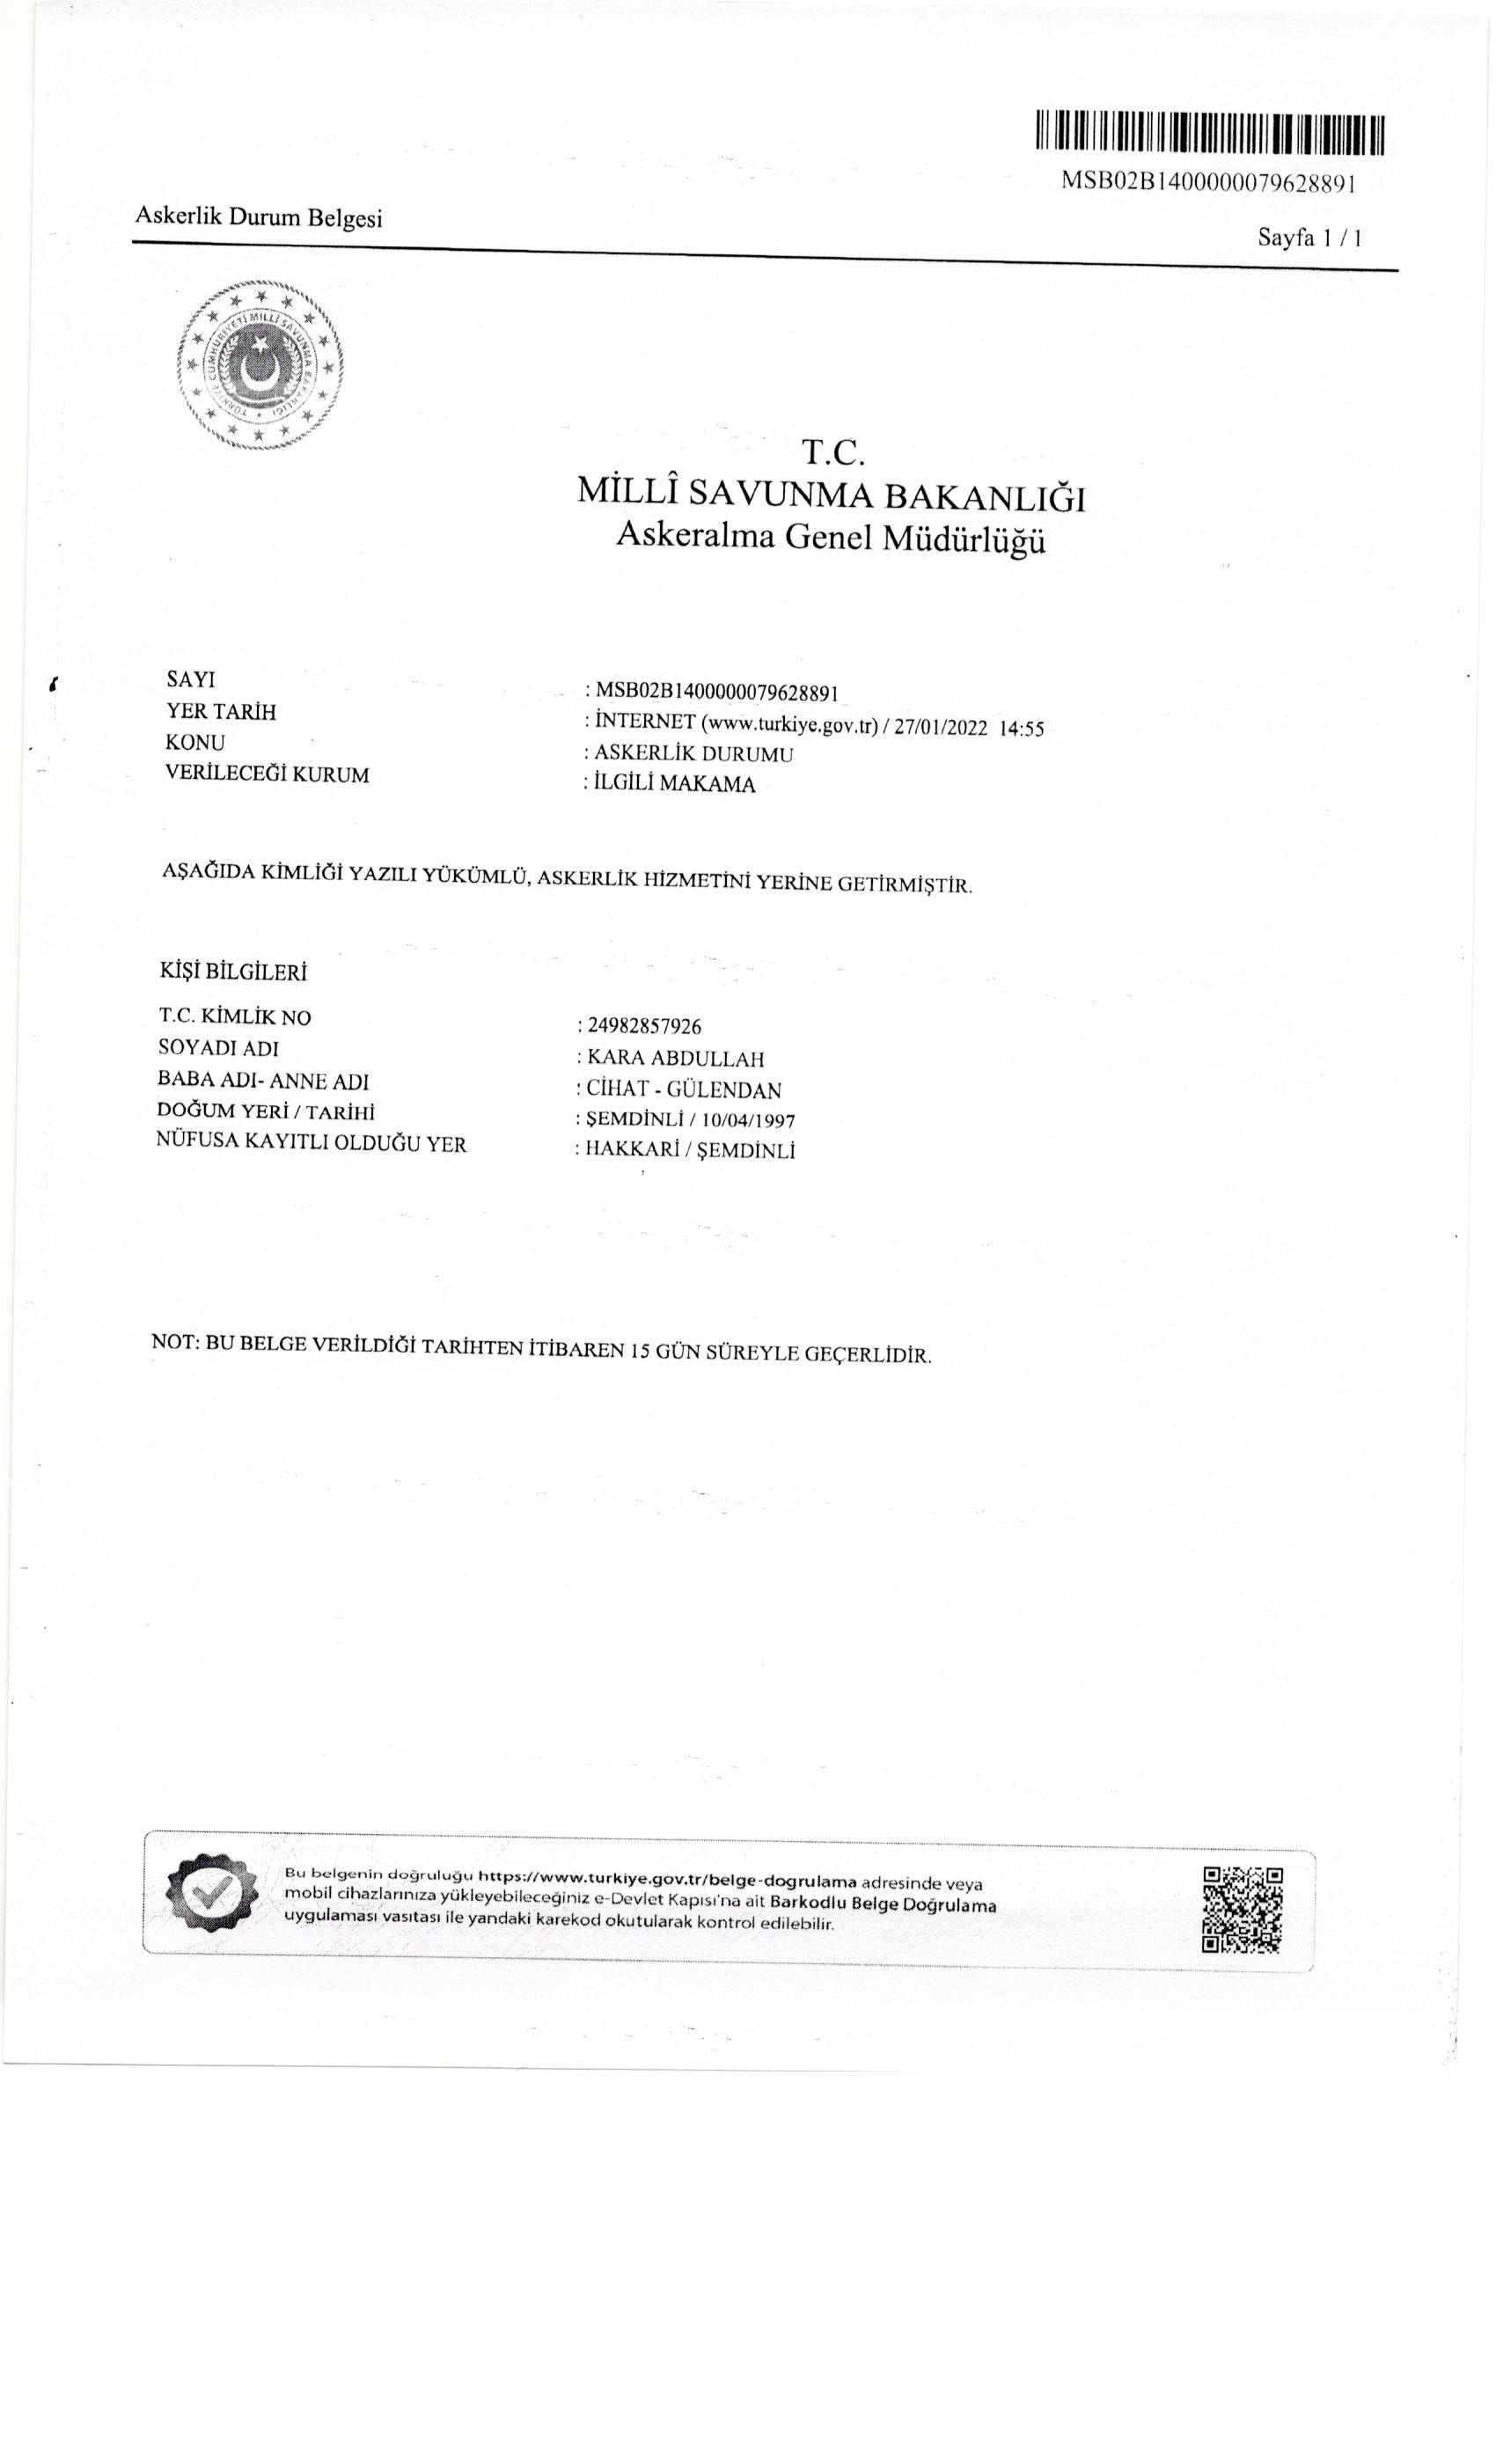 MSB02B1400000079628891
Askerlik Durum Belgesi
Sayfa 1 / 1
TÜRKİYE CUMHURİYETİ MİLLÎ SAVUNMA BAKANLIĞI
T.C.
MİLLÎ SAVUNMA BAKANLIĞI
Askeralma Genel Müdürlüğü
SAYI : MSB02B1400000079628891
YER TARİH : İNTERNET (www.turkiye.gov.tr) / 27/01/2022 14:55
KONU : ASKERLİK DURUMU
VERİLECEĞİ KURUM : İLGİLİ MAKAMA
AŞAĞIDA KİMLİĞİ YAZILI YÜKÜMLÜ, ASKERLİK HİZMETİNİ YERİNE GETİRMİŞTİR.
KİŞİ BİLGİLERİ
T.C. KİMLİK NO : 24982857926
SOYADI ADI : KARA ABDULLAH
BABA ADI- ANNE ADI : CİHAT - GÜLENDAN
DOĞUM YERİ / TARİHİ : ŞEMDİNLİ / 10/04/1997
NÜFUSA KAYITLI OLDUĞU YER : HAKKARİ / ŞEMDİNLİ
NOT: BU BELGE VERİLDİĞİ TARİHTEN İTİBAREN 15 GÜN SÜREYLE GEÇERLİDİR.
Bu belgenin doğruluğu https://www.turkiye.gov.tr/belge-dogrulama adresinde veya
mobil cihazlarınıza yükleyebileceğiniz e-Devlet Kapısı'na ait Barkodlu Belge Doğrulama
uygulaması vasıtası ile yandaki karekod okutularak kontrol edilebilir.